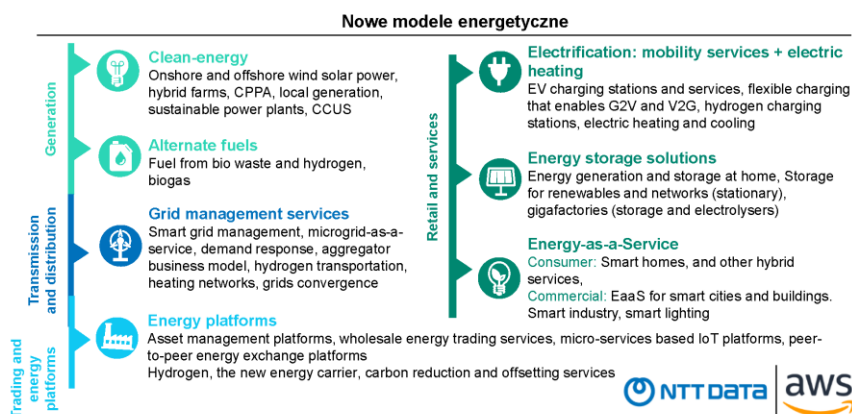 Nowe modele energetyczne
Generation
Clean-energy
Onshore and offshore wind solar power,
hybrid farms, CPPA, local generation,
sustainable power plants, CCUS
Alternate fuels
Fuel from bio waste and hydrogen,
biogas
Transmission
and distribution
Grid management services
Smart grid management, microgrid-as-a-
service, demand response, aggregator
business model, hydrogen transportation,
heating networks, grids convergence
Retail and services
Electrification: mobility services + electric
heating
EV charging stations and services, flexible charging
that enables G2V and V2G, hydrogen charging
stations, electric heating and cooling
Energy storage solutions
Energy generation and storage at home, Storage
for renewables and networks (stationary),
gigafactories (storage and electrolysers)
Energy-as-a-Service
Consumer: Smart homes, and other hybrid
services,
Commercial: EaaS for smart cities and buildings.
Smart industry, smart lighting
Trading and
energy
platforms
Energy platforms
Asset management platforms, wholesale energy trading services, micro-services based IoT platforms, peer-
to-peer energy exchange platforms
Hydrogen, the new energy carrier, carbon reduction and offsetting services
NTT DATA
aws